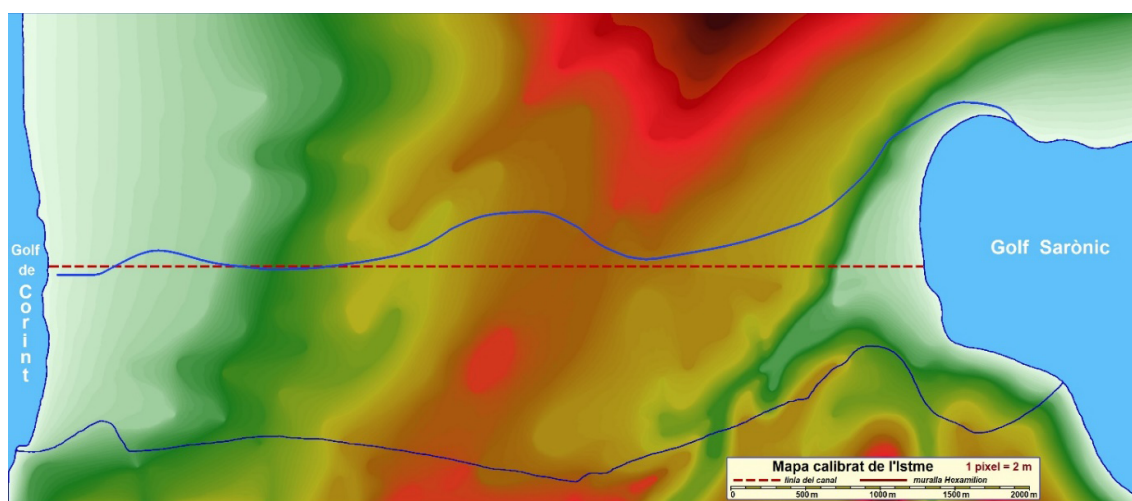 Golf
de
Corint
Golf Sarònic
Mapa calibrat de l'Istme 1 pixel = 2 m
línia del canal muralla Hexamilion
0 500 m 1000 m 1500 m 2000 m